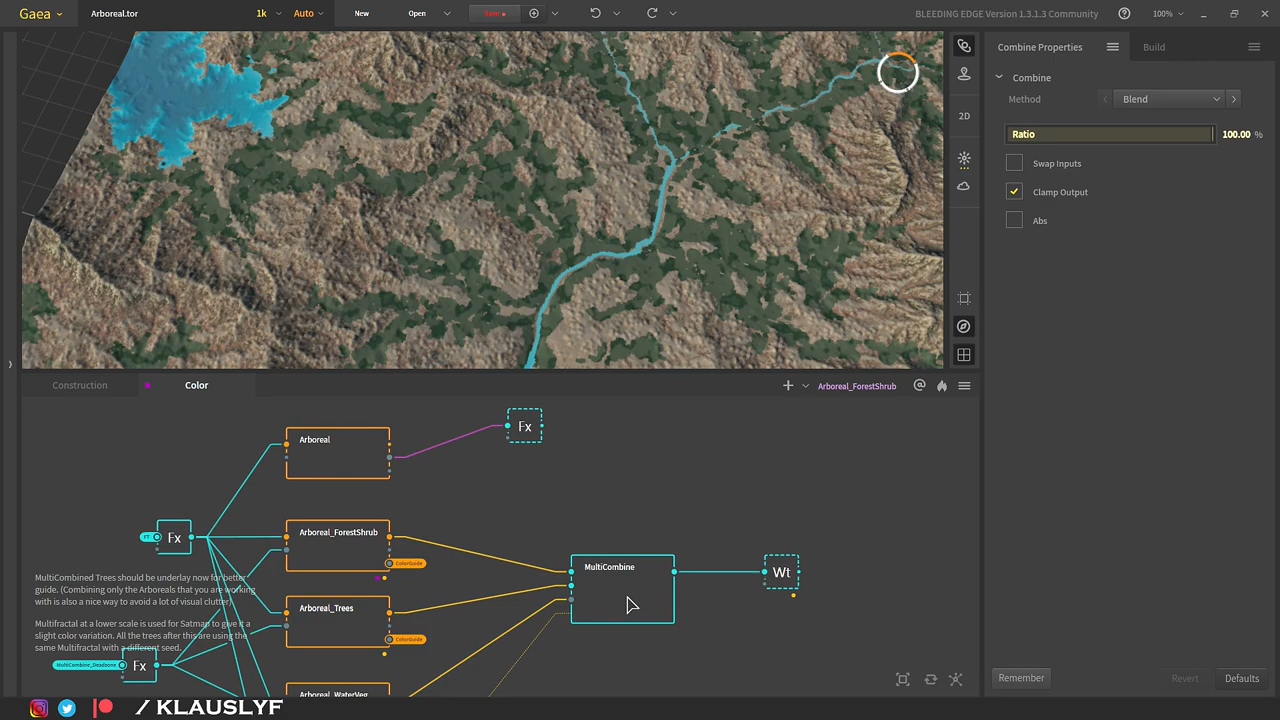 Gaea
Arboreal.tor
1k
Auto
New
Open
Save
BLEEDING EDGE Version 1.3.1.3 Community
100%
Combine Properties
Build
2D
Combine
Method
Blend
Ratio
100.00 %
Swap Inputs
Clamp Output
Abs
Construction
Color
Arboreal_ForestShrub
Arboreal
Fx
FT
Fx
Arboreal_ForestShrub
ColorGuide
MultiCombine
Wt
MultiCombined Trees should be underlay now for better
guide. (Combining only the Arboreals that you are working
with is also a nice way to avoid a lot of visual clutter)
Arboreal_Trees
ColorGuide
Multifractal at a lower scale is used for Satmap to give it a
slight color variation. All the trees after this are using the
same Multifractal with a different seed.
Fx
Arboreal_WaterVeg
Remember
Revert
Defaults
/ KLAUSLYF